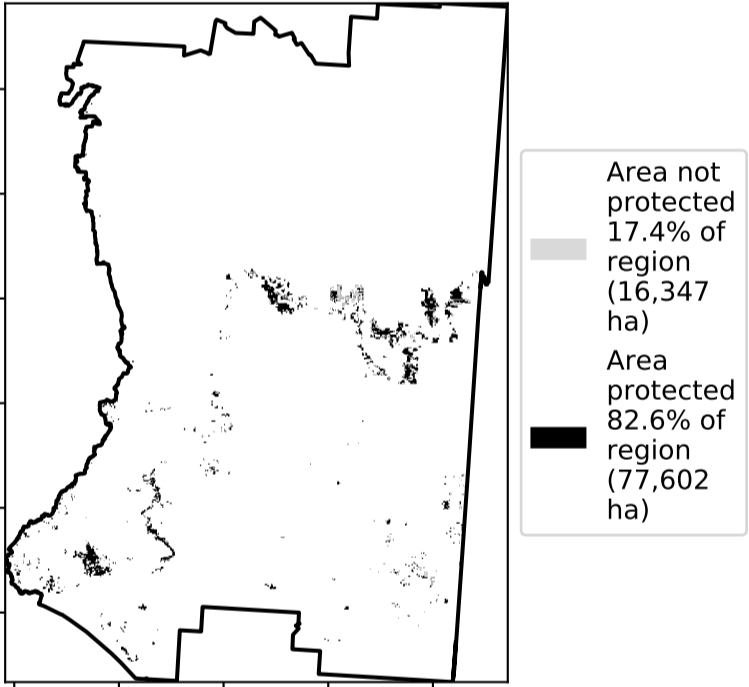 Area not
protected
17.4% of
region
(16,347
ha)
Area
protected
82.6% of
region
(77,602
ha)